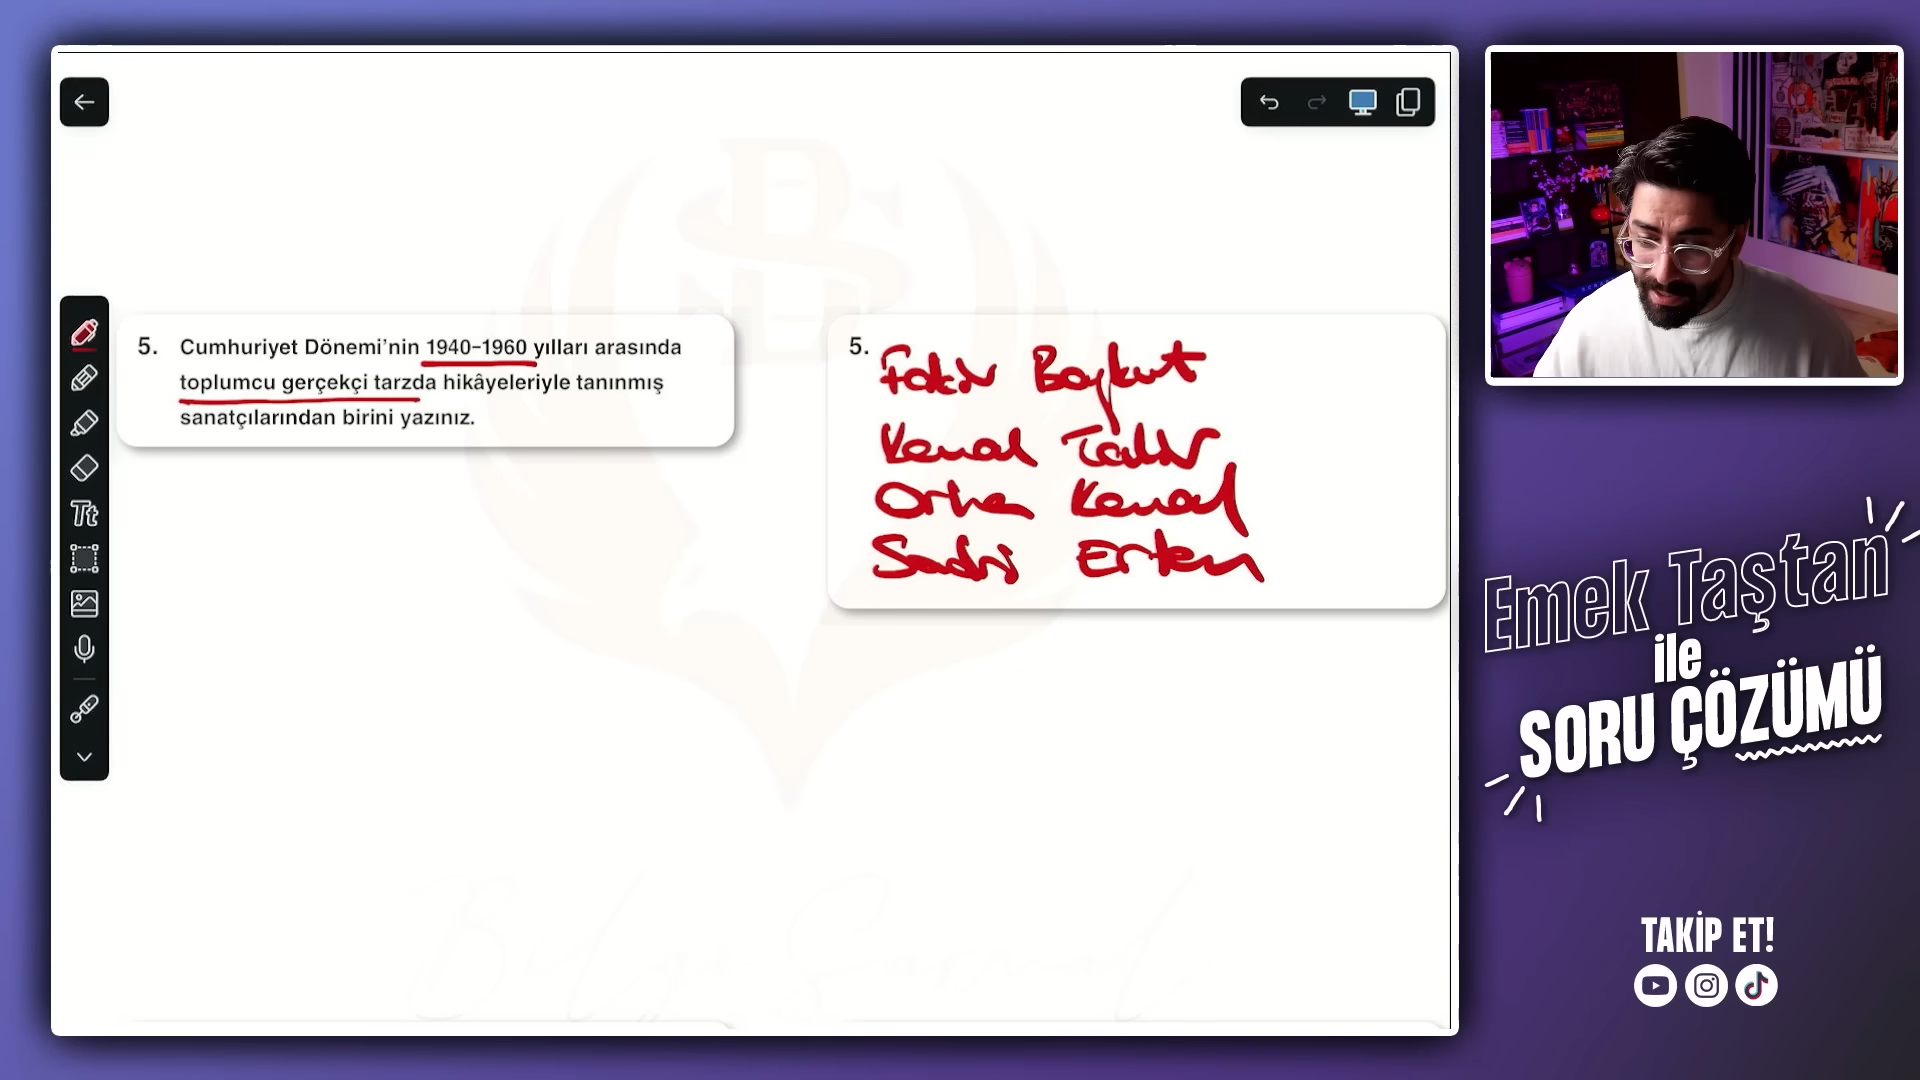 5. Cumhuriyet Dönemi’nin 1940-1960 yılları arasında
toplumcu gerçekçi tarzda hikâyeleriyle tanınmış
sanatçılarından birini yazınız.
5.
Fakir Baykurt
Kemal Tahir
Orhan Kemal
Sadri Ertem
Tt
Emek Taştan
ile
SORU ÇÖZÜMÜ
TAKİP ET!